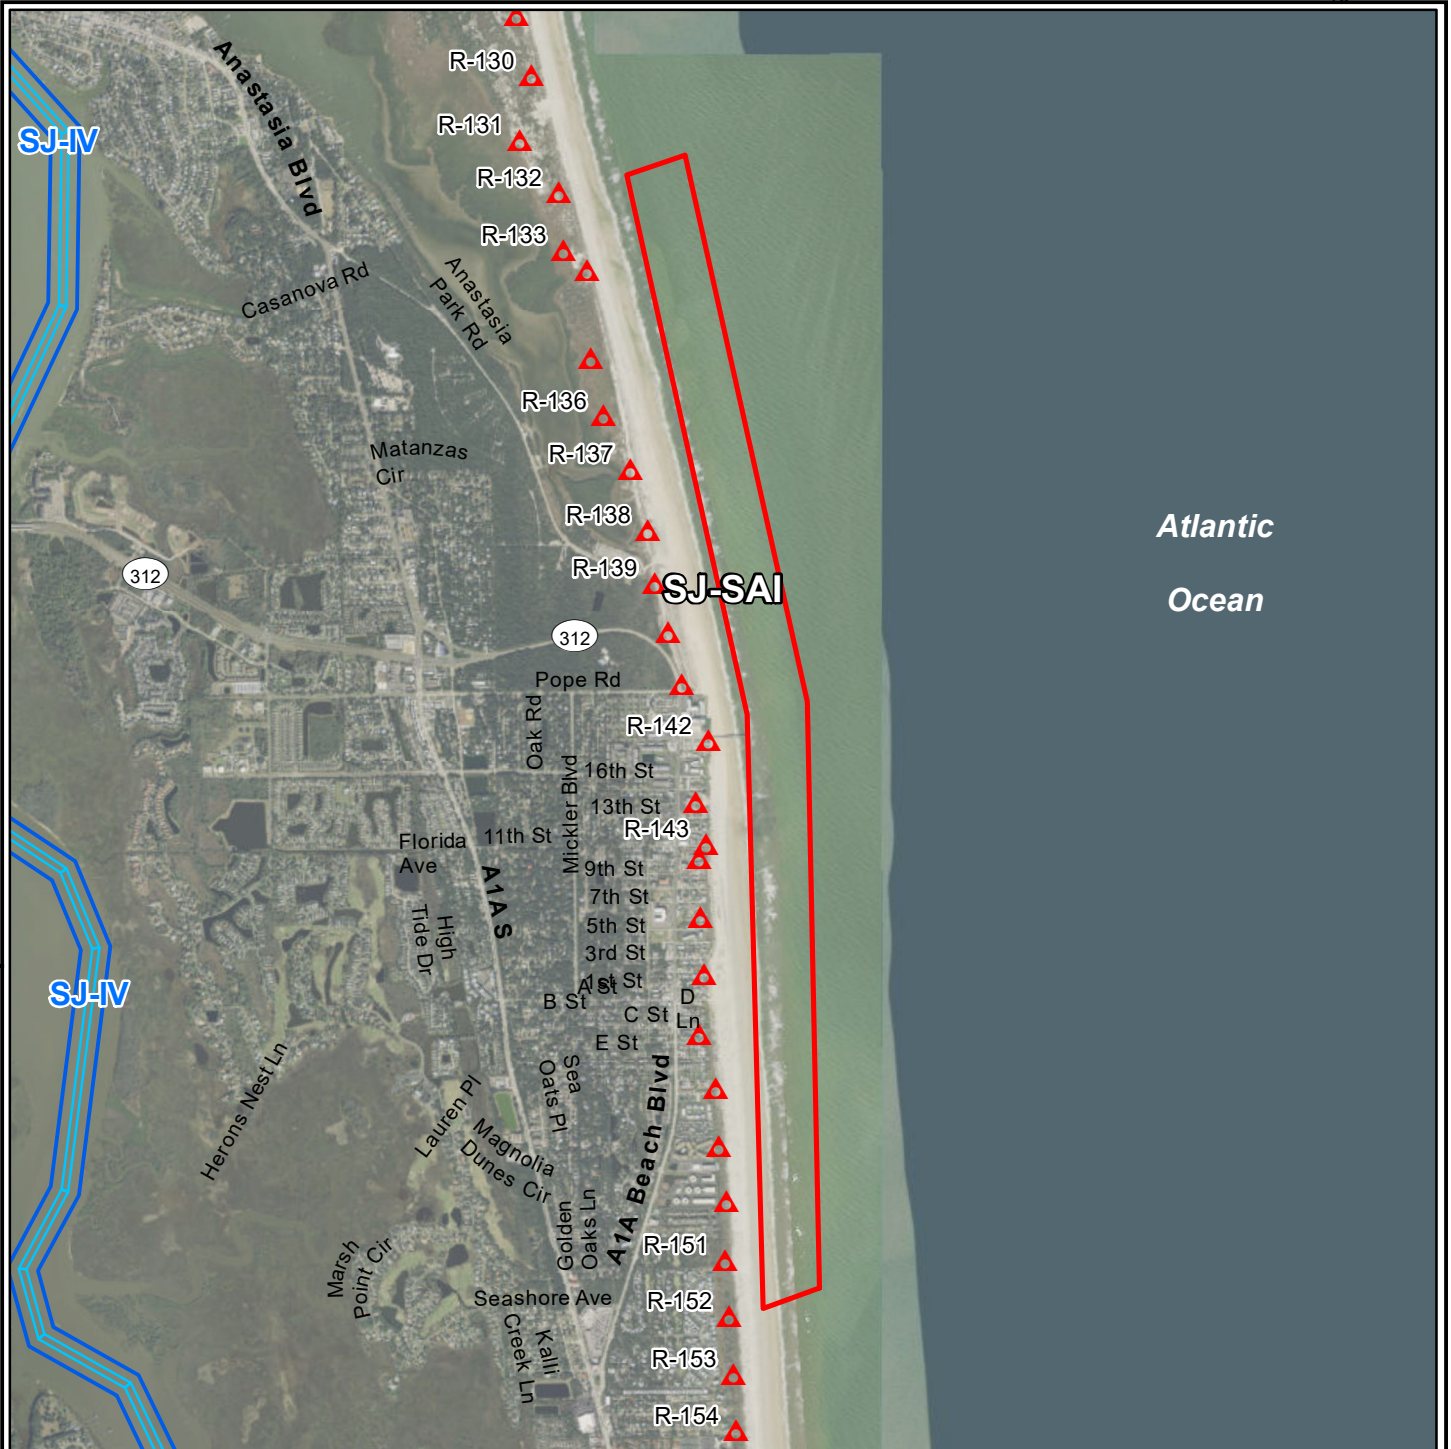 R-130
Anastasia Blvd
R-131
SJ-IV
R-132
R-133
Casanova Rd
Anastasia
Park Rd
R-136
Matanzas
Cir
R-137
R-138
Atlantic
Ocean
312
R-139
SJ-SAI
312
Pope Rd
Oak Rd
R-142
16th St
Mickler Blvd
13th St
R-143
Florida
Ave
11th St
9th St
A1A S
7th St
High
Tide Dr
5th St
3rd St
1st St
A St
SJ-IV
B St
D
Ln
C St
E St
Sea
Oats Pl
Herons Nest Ln
Lauren Pl
A1A Beach Blvd
Magnolia
Dunes Cir
Golden
Oaks Ln
Marsh
Point Cir
R-151
Seashore Ave
R-152
Kalli
Creek Ln
R-153
R-154